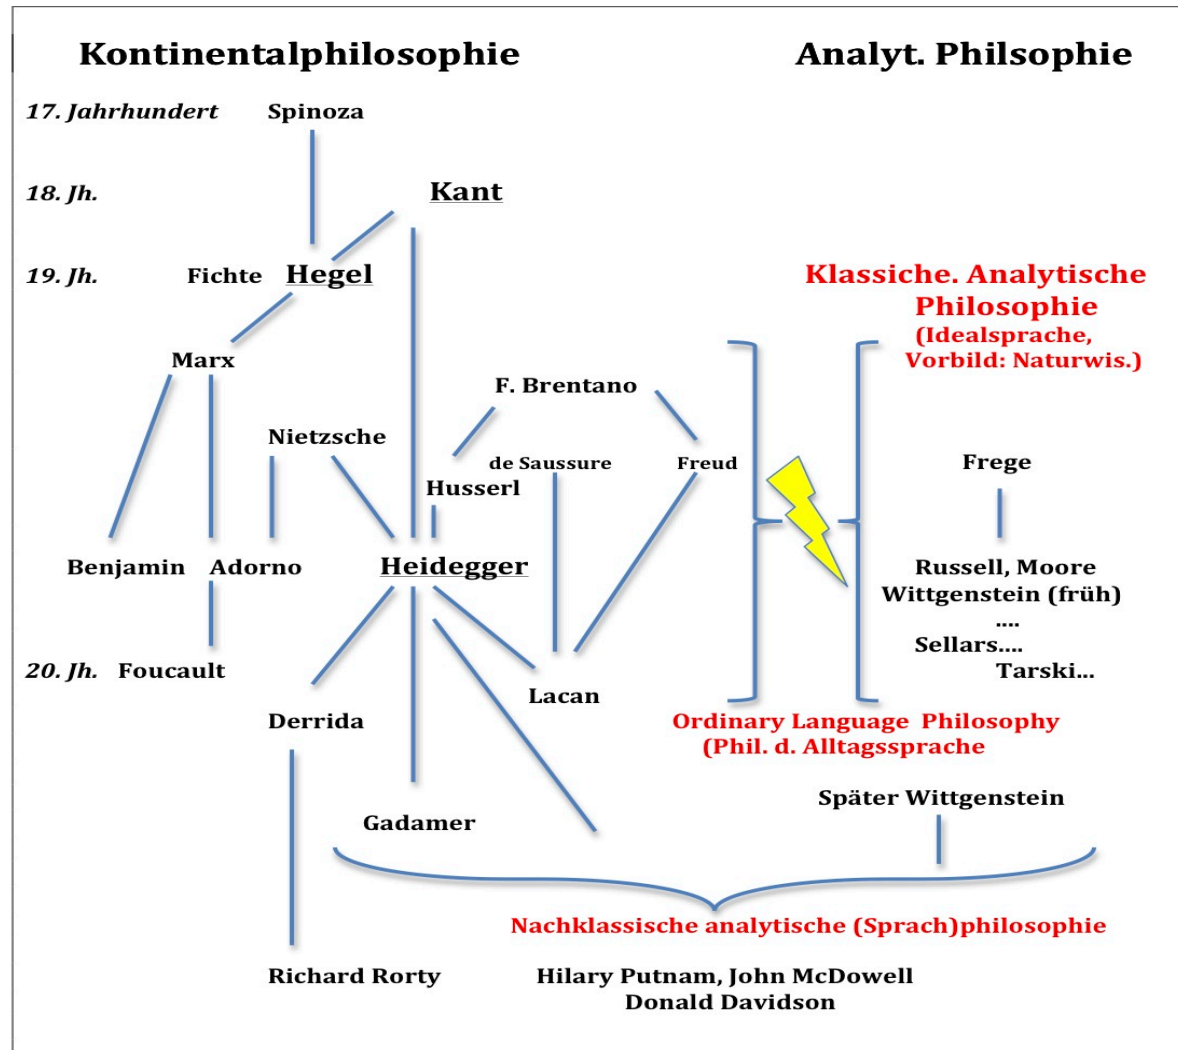 Kontinentalphilosophie
Analyt. Philsophie
17. Jahrhundert
Spinoza
18. Jh.
Kant
19. Jh.
Fichte
Hegel
Klassiche. Analytische
Philosophie
(Idealsprache,
Vorbild: Naturwis.)
Marx
F. Brentano
Nietzsche
de Saussure
Freud
Frege
Husserl
Benjamin
Adorno
Heidegger
Russell, Moore
Wittgenstein (früh)
....
Sellars....
Tarski...
20. Jh.
Foucault
Lacan
Derrida
Ordinary Language Philosophy
(Phil. d. Alltagssprache
Später Wittgenstein
Gadamer
Nachklassische analytische (Sprach)philosophie
Richard Rorty
Hilary Putnam, John McDowell
Donald Davidson